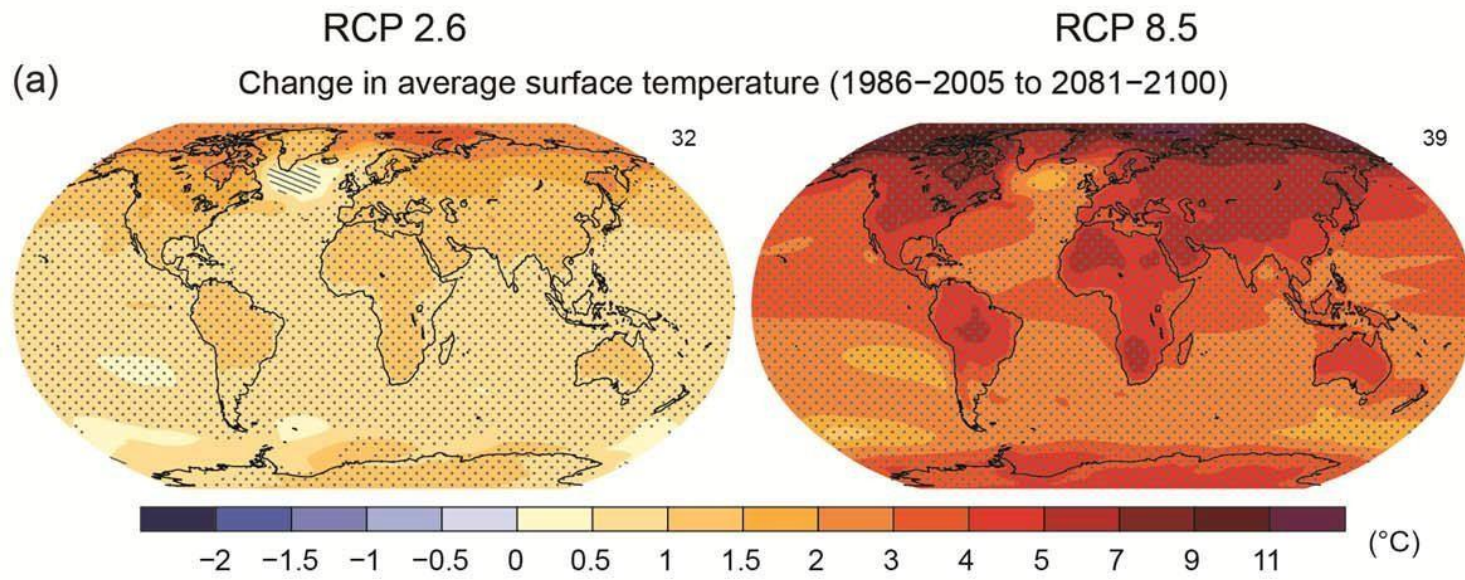 RCP 2.6 RCP 8.5
(a) Change in average surface temperature (1986−2005 to 2081−2100)
32 39
−2 −1.5 −1 −0.5 0 0.5 1 1.5 2 3 4 5 7 9 11 (°C)